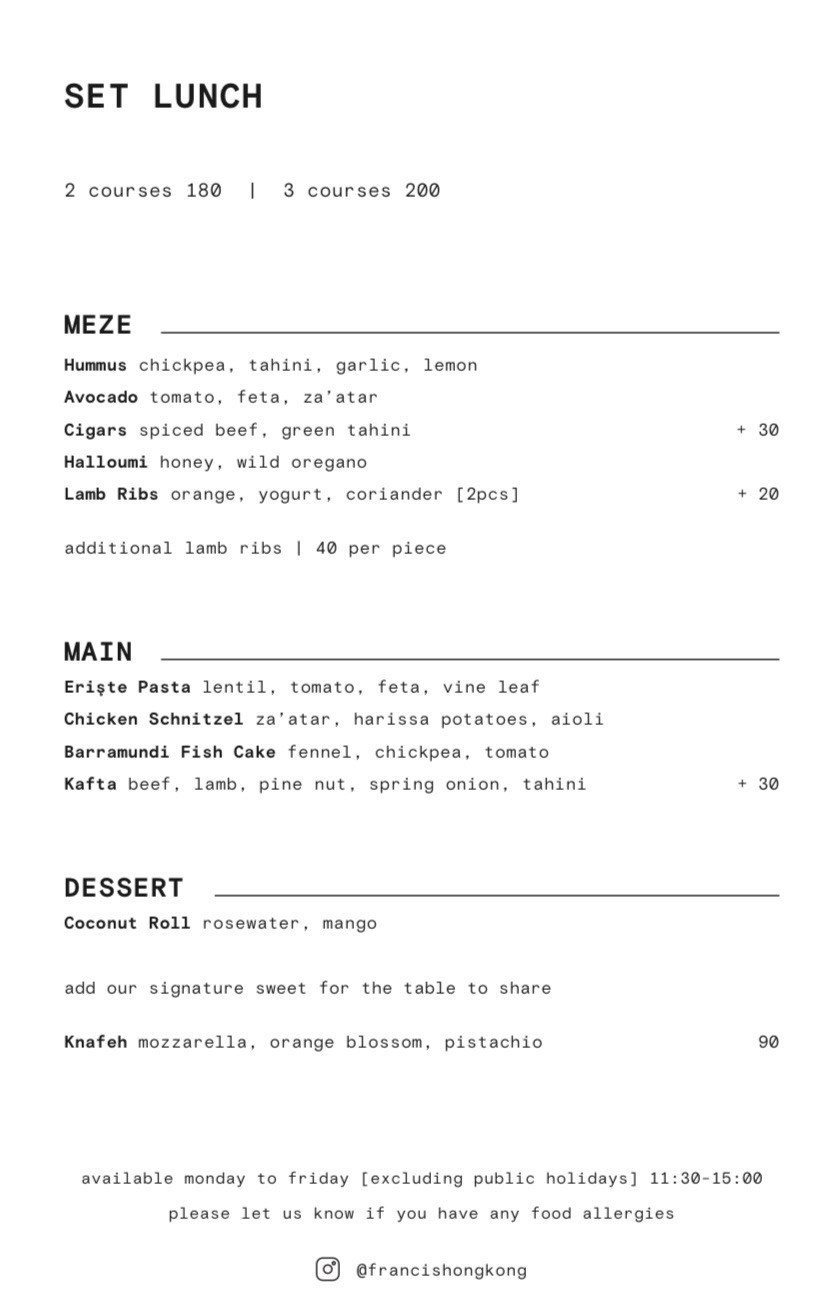 SET LUNCH
2 courses 180 | 3 courses 200
MEZE
Hummus chickpea, tahini, garlic, lemon
Avocado tomato, feta, za'atar
Cigars spiced beef, green tahini + 30
Halloumi honey, wild oregano
Lamb Ribs orange, yogurt, coriander [2pcs] + 20
additional lamb ribs | 40 per piece
MAIN
Erişte Pasta lentil, tomato, feta, vine leaf
Chicken Schnitzel za'atar, harissa potatoes, aioli
Barramundi Fish Cake fennel, chickpea, tomato
Kafta beef, lamb, pine nut, spring onion, tahini + 30
DESSERT
Coconut Roll rosewater, mango
add our signature sweet for the table to share
Knafeh mozzarella, orange blossom, pistachio 90
available monday to friday [excluding public holidays] 11:30-15:00
please let us know if you have any food allergies
@francishongkong